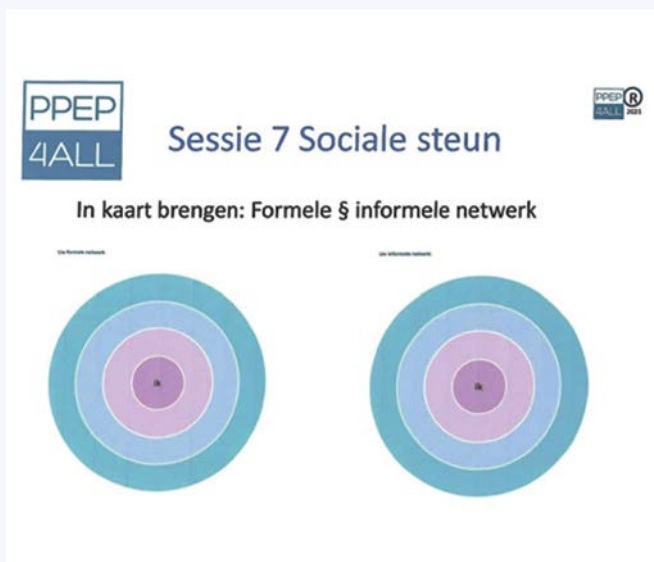 PPEP
4ALL
PPEP ®
4ALL 2021
Sessie 7 Sociale steun
In kaart brengen: Formele § informele netwerk
Uw formele netwerk
Uw informele netwerk
ik
ik